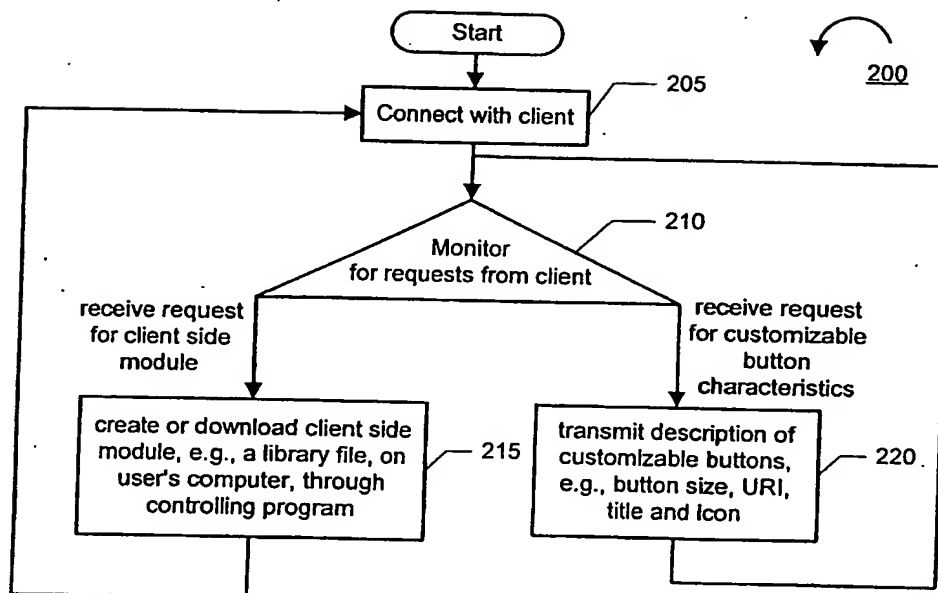 Start
200
205
Connect with client
210
Monitor
for requests from client
receive request
for client side
module
receive request
for customizable
button
characteristics
create or download client side
module, e.g., a library file, on
user's computer, through
controlling program
215
transmit description of
customizable buttons,
e.g., button size, URI,
title and icon
220